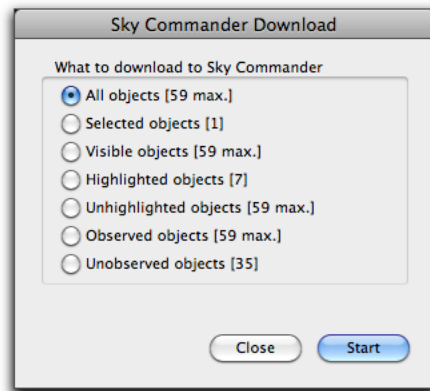 Sky Commander Download
What to download to Sky Commander
All objects [59 max.]
Selected objects [1]
Visible objects [59 max.]
Highlighted objects [7]
Unhighlighted objects [59 max.]
Observed objects [59 max.]
Unobserved objects [35]
Close Start